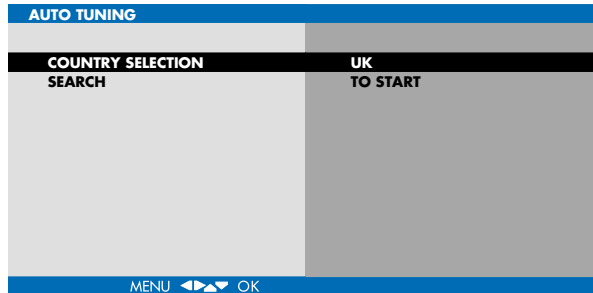 AUTO TUNING
COUNTRY SELECTION UK
SEARCH TO START
MENU ◀▶▲▼ OK